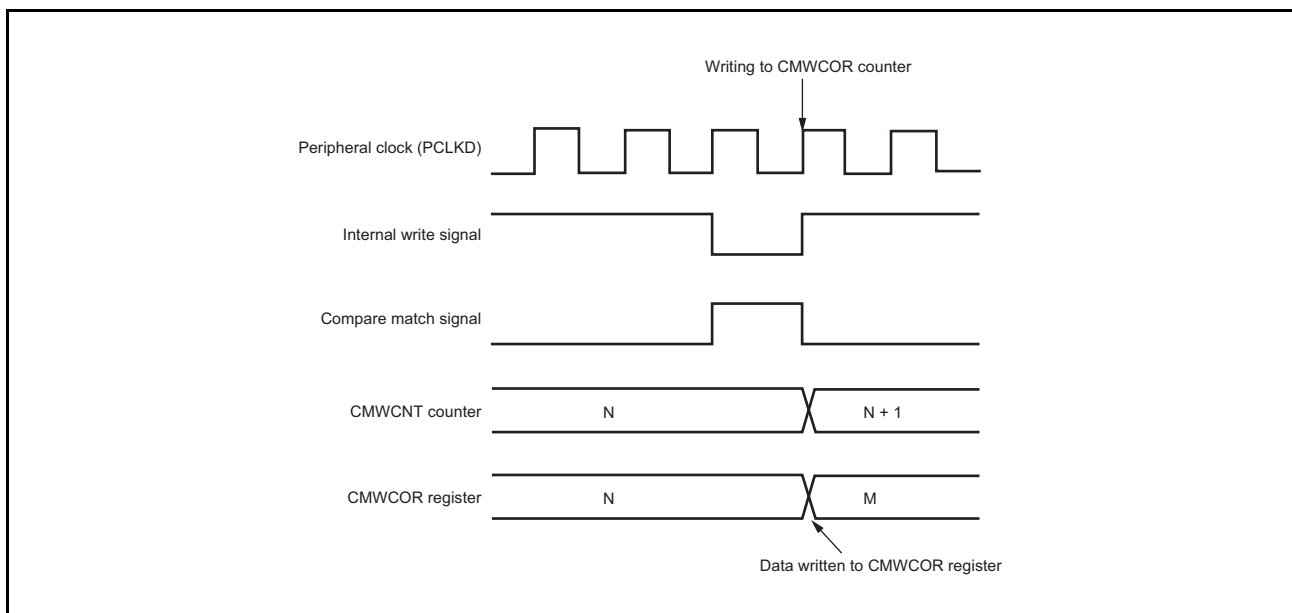 Writing to CMWCOR counter
Peripheral clock (PCLKD)
Internal write signal
Compare match signal
CMWCNT counter
N
N + 1
CMWCOR register
N
M
Data written to CMWCOR register